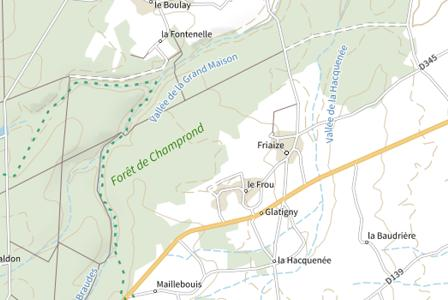 le Boulay
la Fontenelle
D345
Vallée de la Grand Maison
Vallée de la Hacquenée
Forêt de Champrond
Friaize
le Frou
Glatigny
la Baudrière
la Hacquenée
aldon
D139
Braudes
Maillebouis